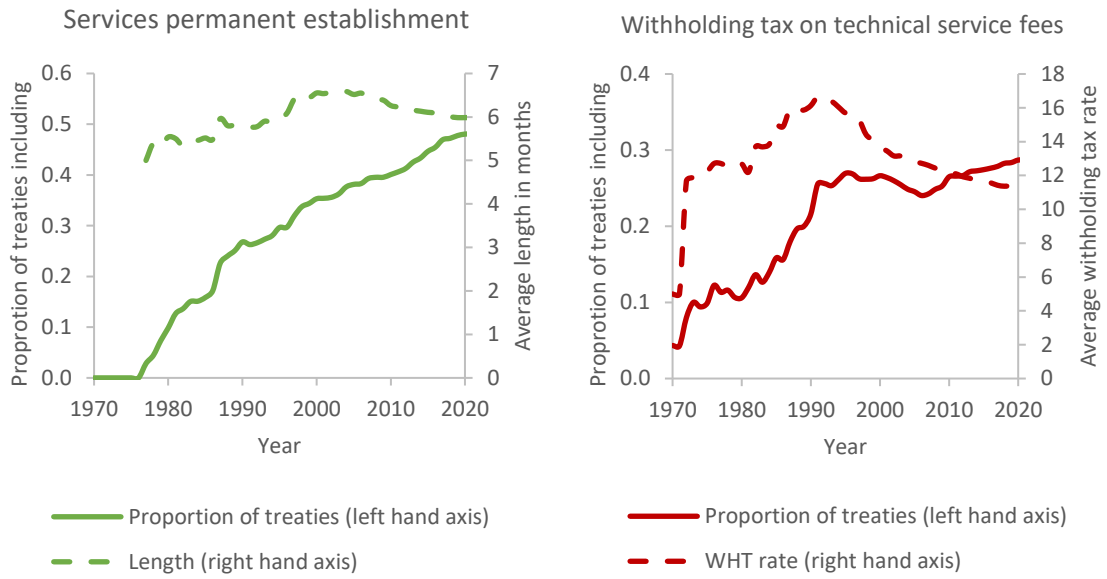 Services permanent establishment
Proprotion of treaties including
0.6
0.5
0.4
0.3
0.2
0.1
0.0
7
6
5
4
3
2
1
0
Average length in months
1970 1980 1990 2000 2010 2020
Year
Proportion of treaties (left hand axis)
Length (right hand axis)
Withholding tax on technical service fees
Proprotion of treaties including
0.4
0.3
0.2
0.1
0.0
18
16
14
12
10
8
6
4
2
0
Average withholding tax rate
1970 1980 1990 2000 2010 2020
Year
Proportion of treaties (left hand axis)
WHT rate (right hand axis)